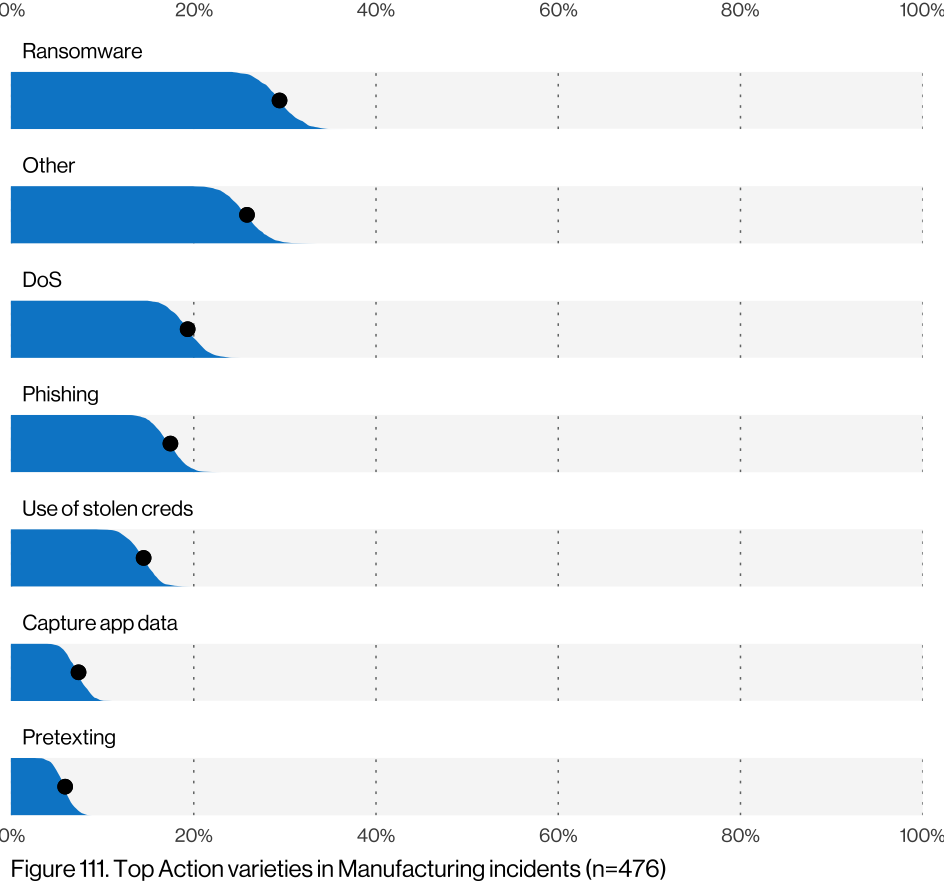 0% 20% 40% 60% 80% 100%
Ransomware
Other
DoS
Phishing
Use of stolen creds
Capture app data
Pretexting
0% 20% 40% 60% 80% 100%
Figure 111. Top Action varieties in Manufacturing incidents (n=476)